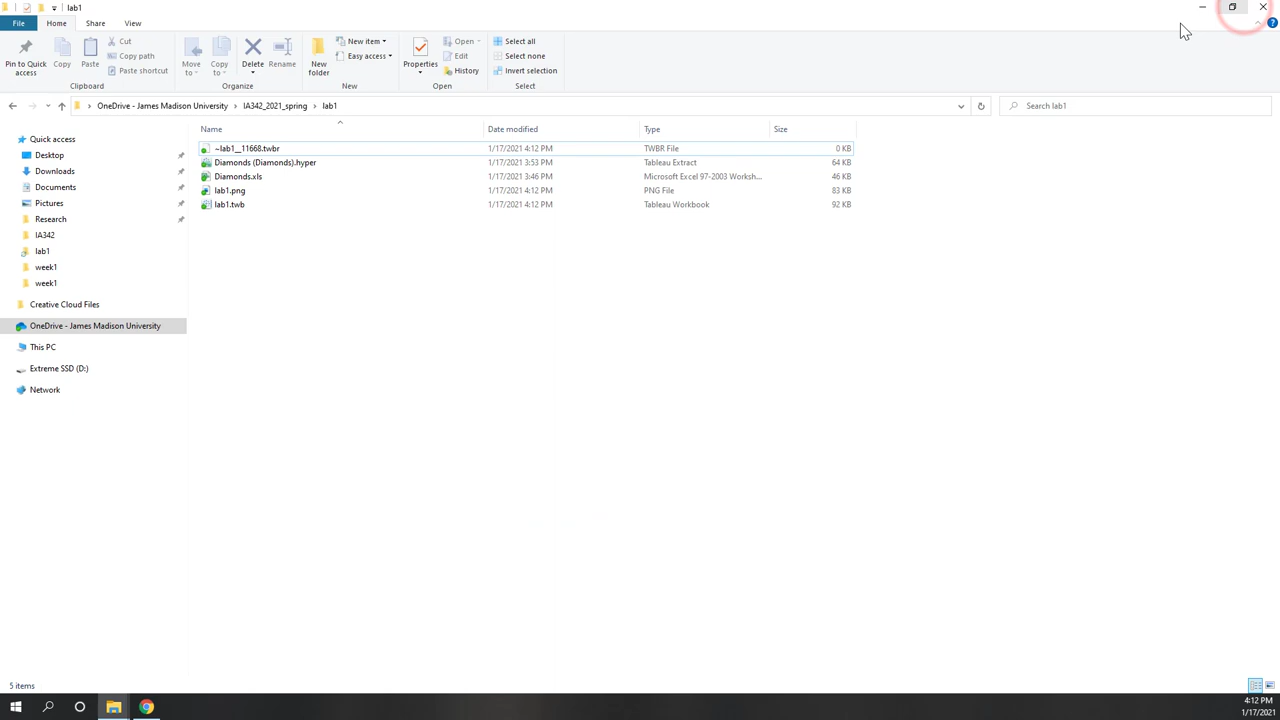 lab1
File Home Share View
Pin to Quick access
Copy
Paste
Cut
Copy path
Paste shortcut
Move to
Copy to
Delete
Rename
New folder
New item
Easy access
Properties
Open
Edit
History
Select all
Select none
Invert selection
Clipboard Organize New Open Select
OneDrive - James Madison University IA342_2021_spring lab1
Search lab1
Name Date modified Type Size
~lab1__11668.twbr 1/17/2021 4:12 PM TWBR File 0 KB
Diamonds (Diamonds).hyper 1/17/2021 3:53 PM Tableau Extract 64 KB
Diamonds.xls 1/17/2021 3:46 PM Microsoft Excel 97-2003 Worksh... 46 KB
lab1.png 1/17/2021 4:12 PM PNG File 83 KB
lab1.twb 1/17/2021 4:12 PM Tableau Workbook 92 KB
Quick access
Desktop
Downloads
Documents
Pictures
Research
IA342
lab1
week1
week1
Creative Cloud Files
OneDrive - James Madison University
This PC
Extreme SSD (D:)
Network
5 items
4:12 PM
1/17/2021